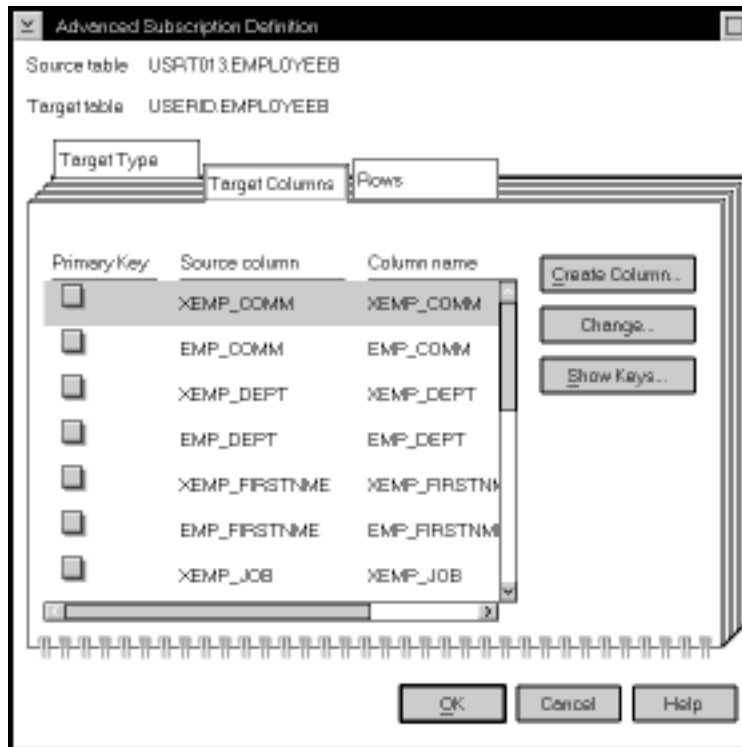 Advanced Subscription Definition
Source table USRT013.EMPLOYEEB
Target table USERID.EMPLOYEEB
Target Type Target Columns Rows
Primary Key Source column Column name
XEMP_COMM XEMP_COMM
EMP_COMM EMP_COMM
XEMP_DEPT XEMP_DEPT
EMP_DEPT EMP_DEPT
XEMP_FIRSTNME XEMP_FIRSTNM
EMP_FIRSTNME EMP_FIRSTNME
XEMP_JOB XEMP_JOB
Create Column...
Change...
Show Keys...
OK Cancel Help